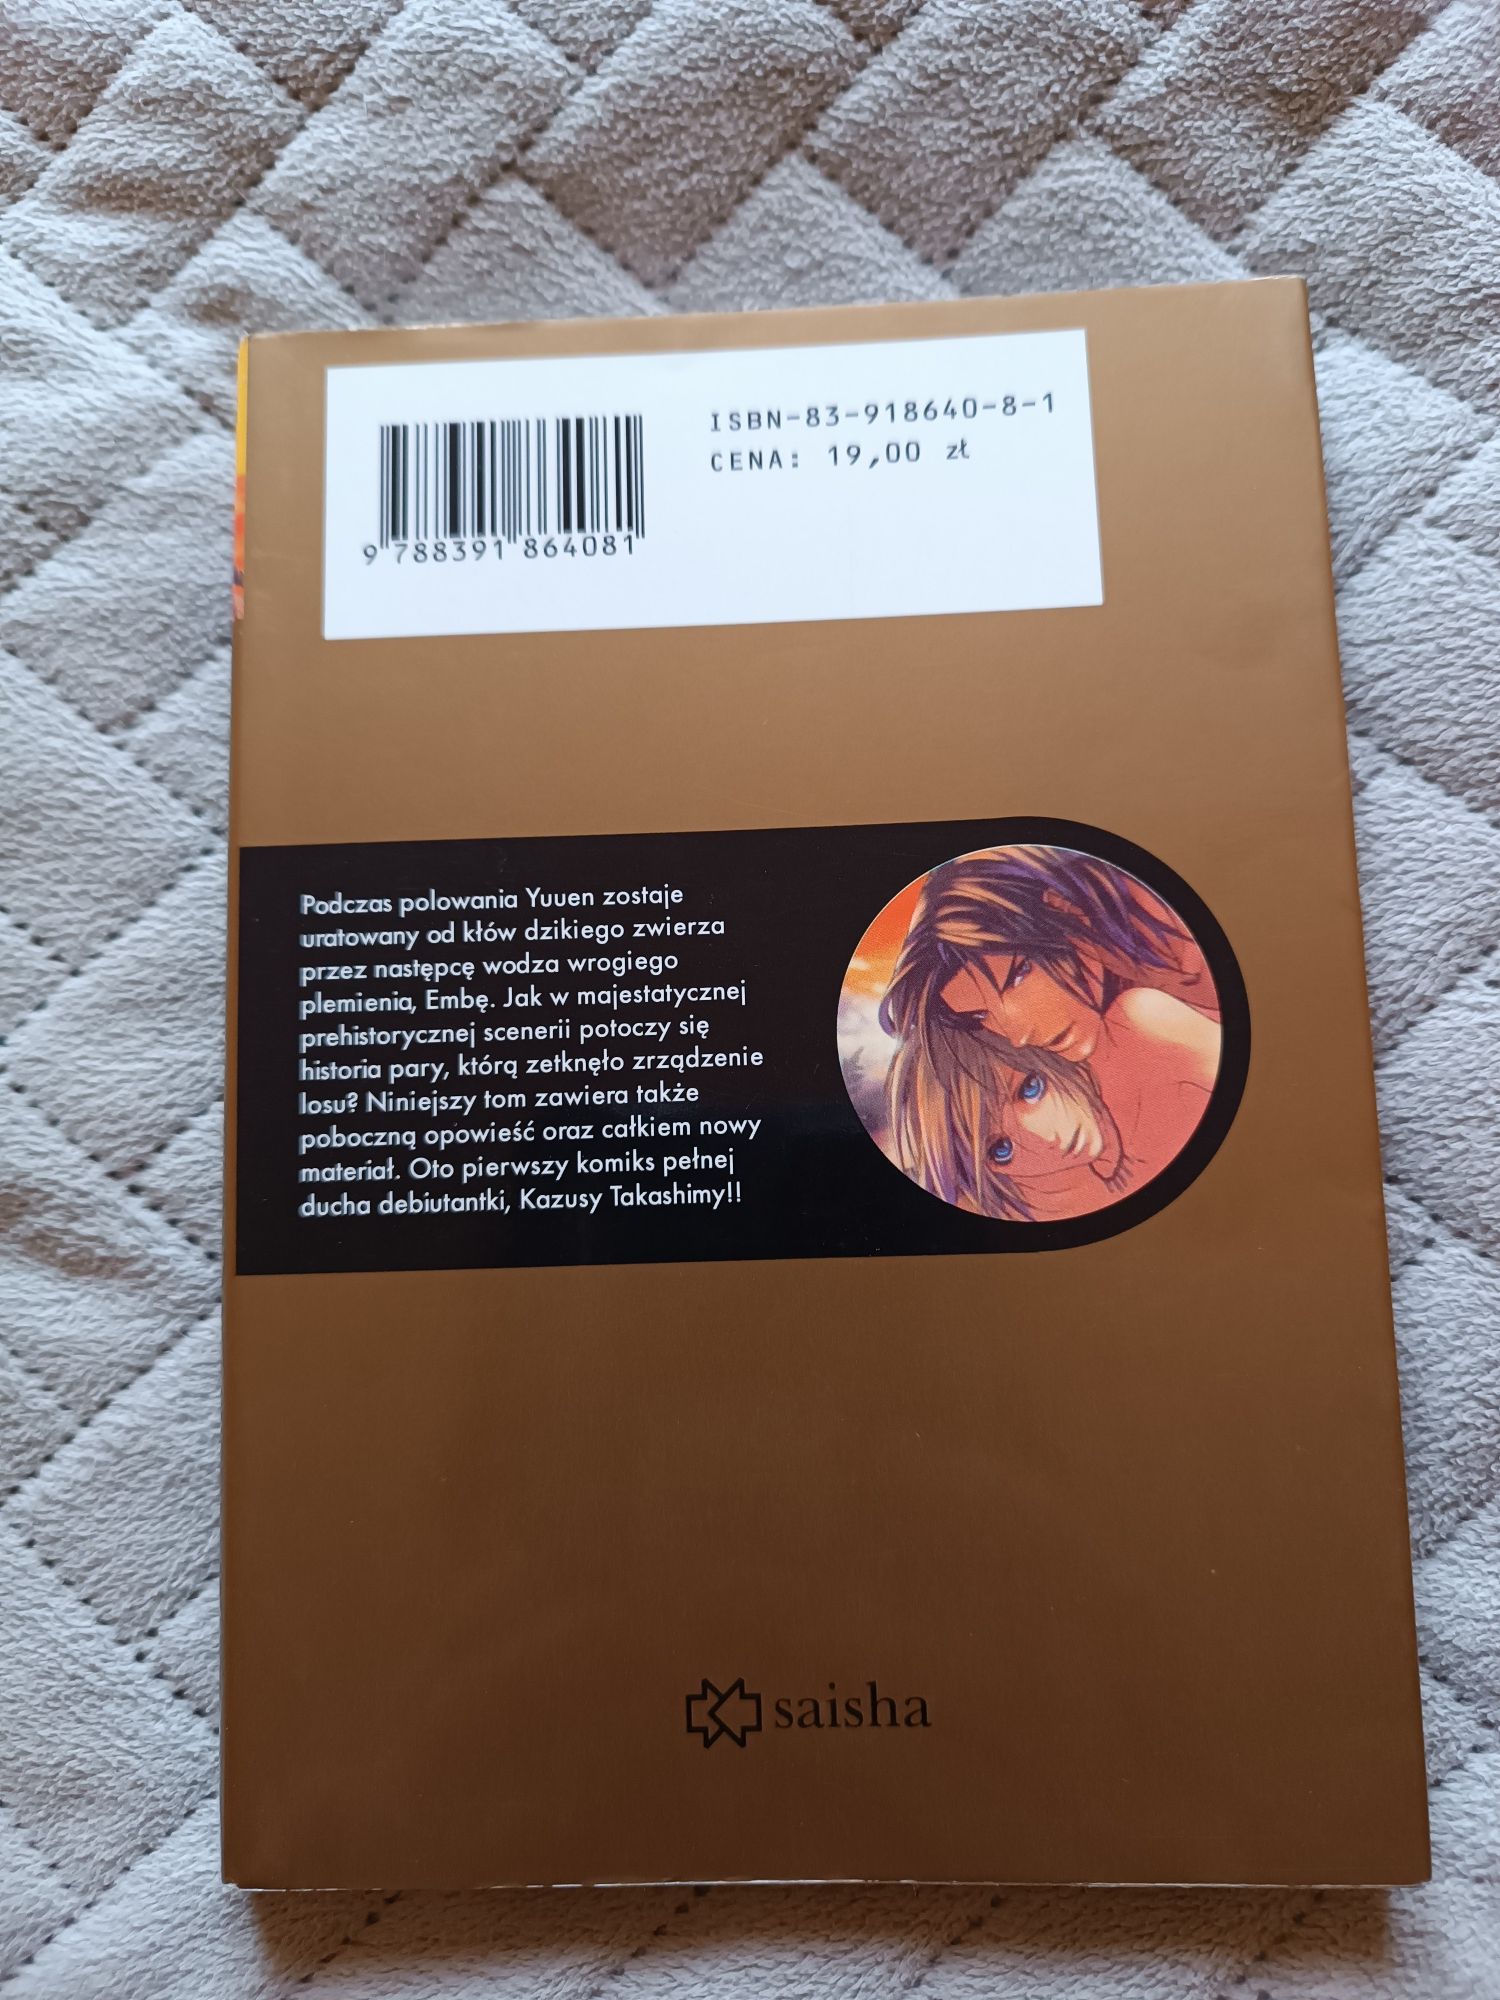 ISBN-83-918640-8-1
CENA: 19,00 zł
9 788391 864081
Podczas polowania Yuuen zostaje
uratowany od kłów dzikiego zwierza
przez następcę wodza wrogiego
plemienia, Embę. Jak w majestatycznej
prehistorycznej scenerii potoczy się
historia pary, którą zetknęło zrządzenie
losu? Niniejszy tom zawiera także
poboczną opowieść oraz całkiem nowy
materiał. Oto pierwszy komiks pełnej
ducha debiutantki, Kazusy Takashimy!!
saisha